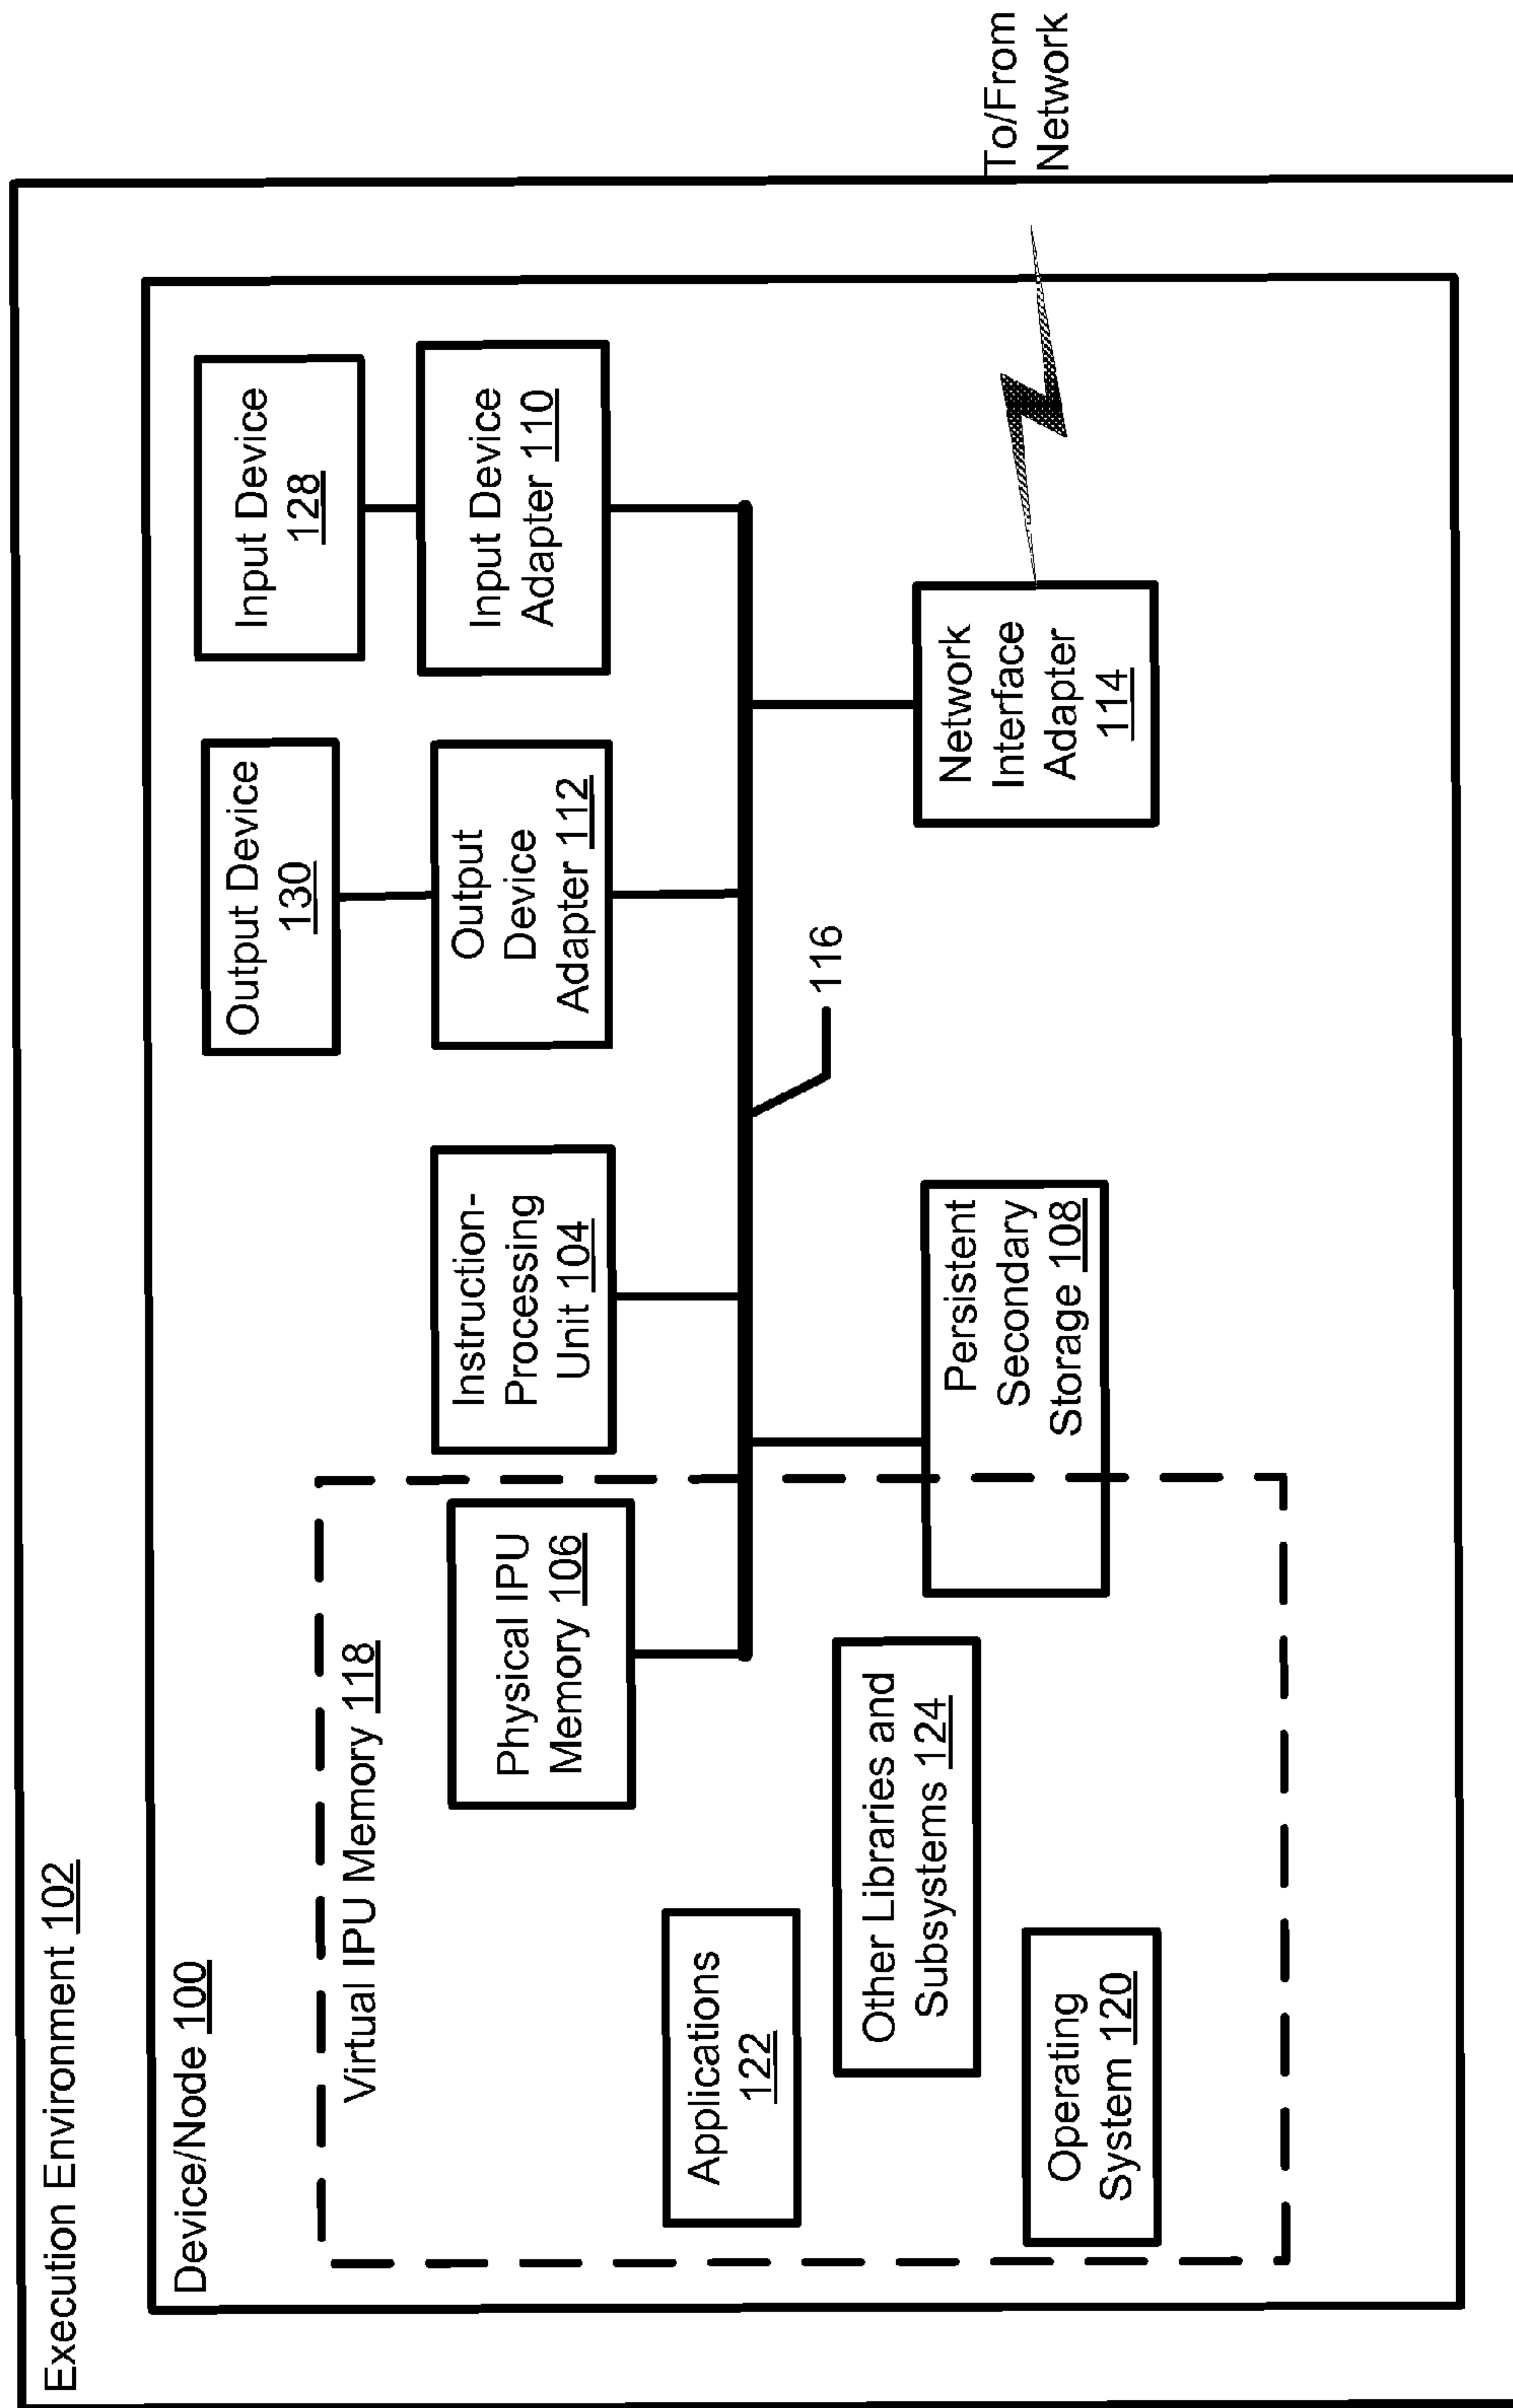 Execution Environment 102
Device/Node 100
Virtual IPU Memory 118
Output Device
130
Input Device
128
Physical IPU
Memory 106
Instruction-
Processing
Unit 104
Output
Device
Adapter 112
Input Device
Adapter 110
Applications
122
116
Other Libraries and
Subsystems 124
Persistent
Secondary
Storage 108
Network
Interface
Adapter
114
Operating
System 120
To/From
Network